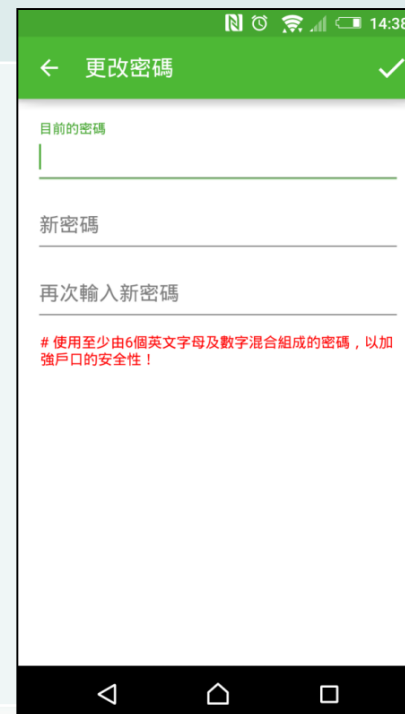 14:38
更改密碼
目前的密碼
新密碼
再次輸入新密碼
# 使用至少由6個英文字母及數字混合組成的密碼，以加
強戶口的安全性！